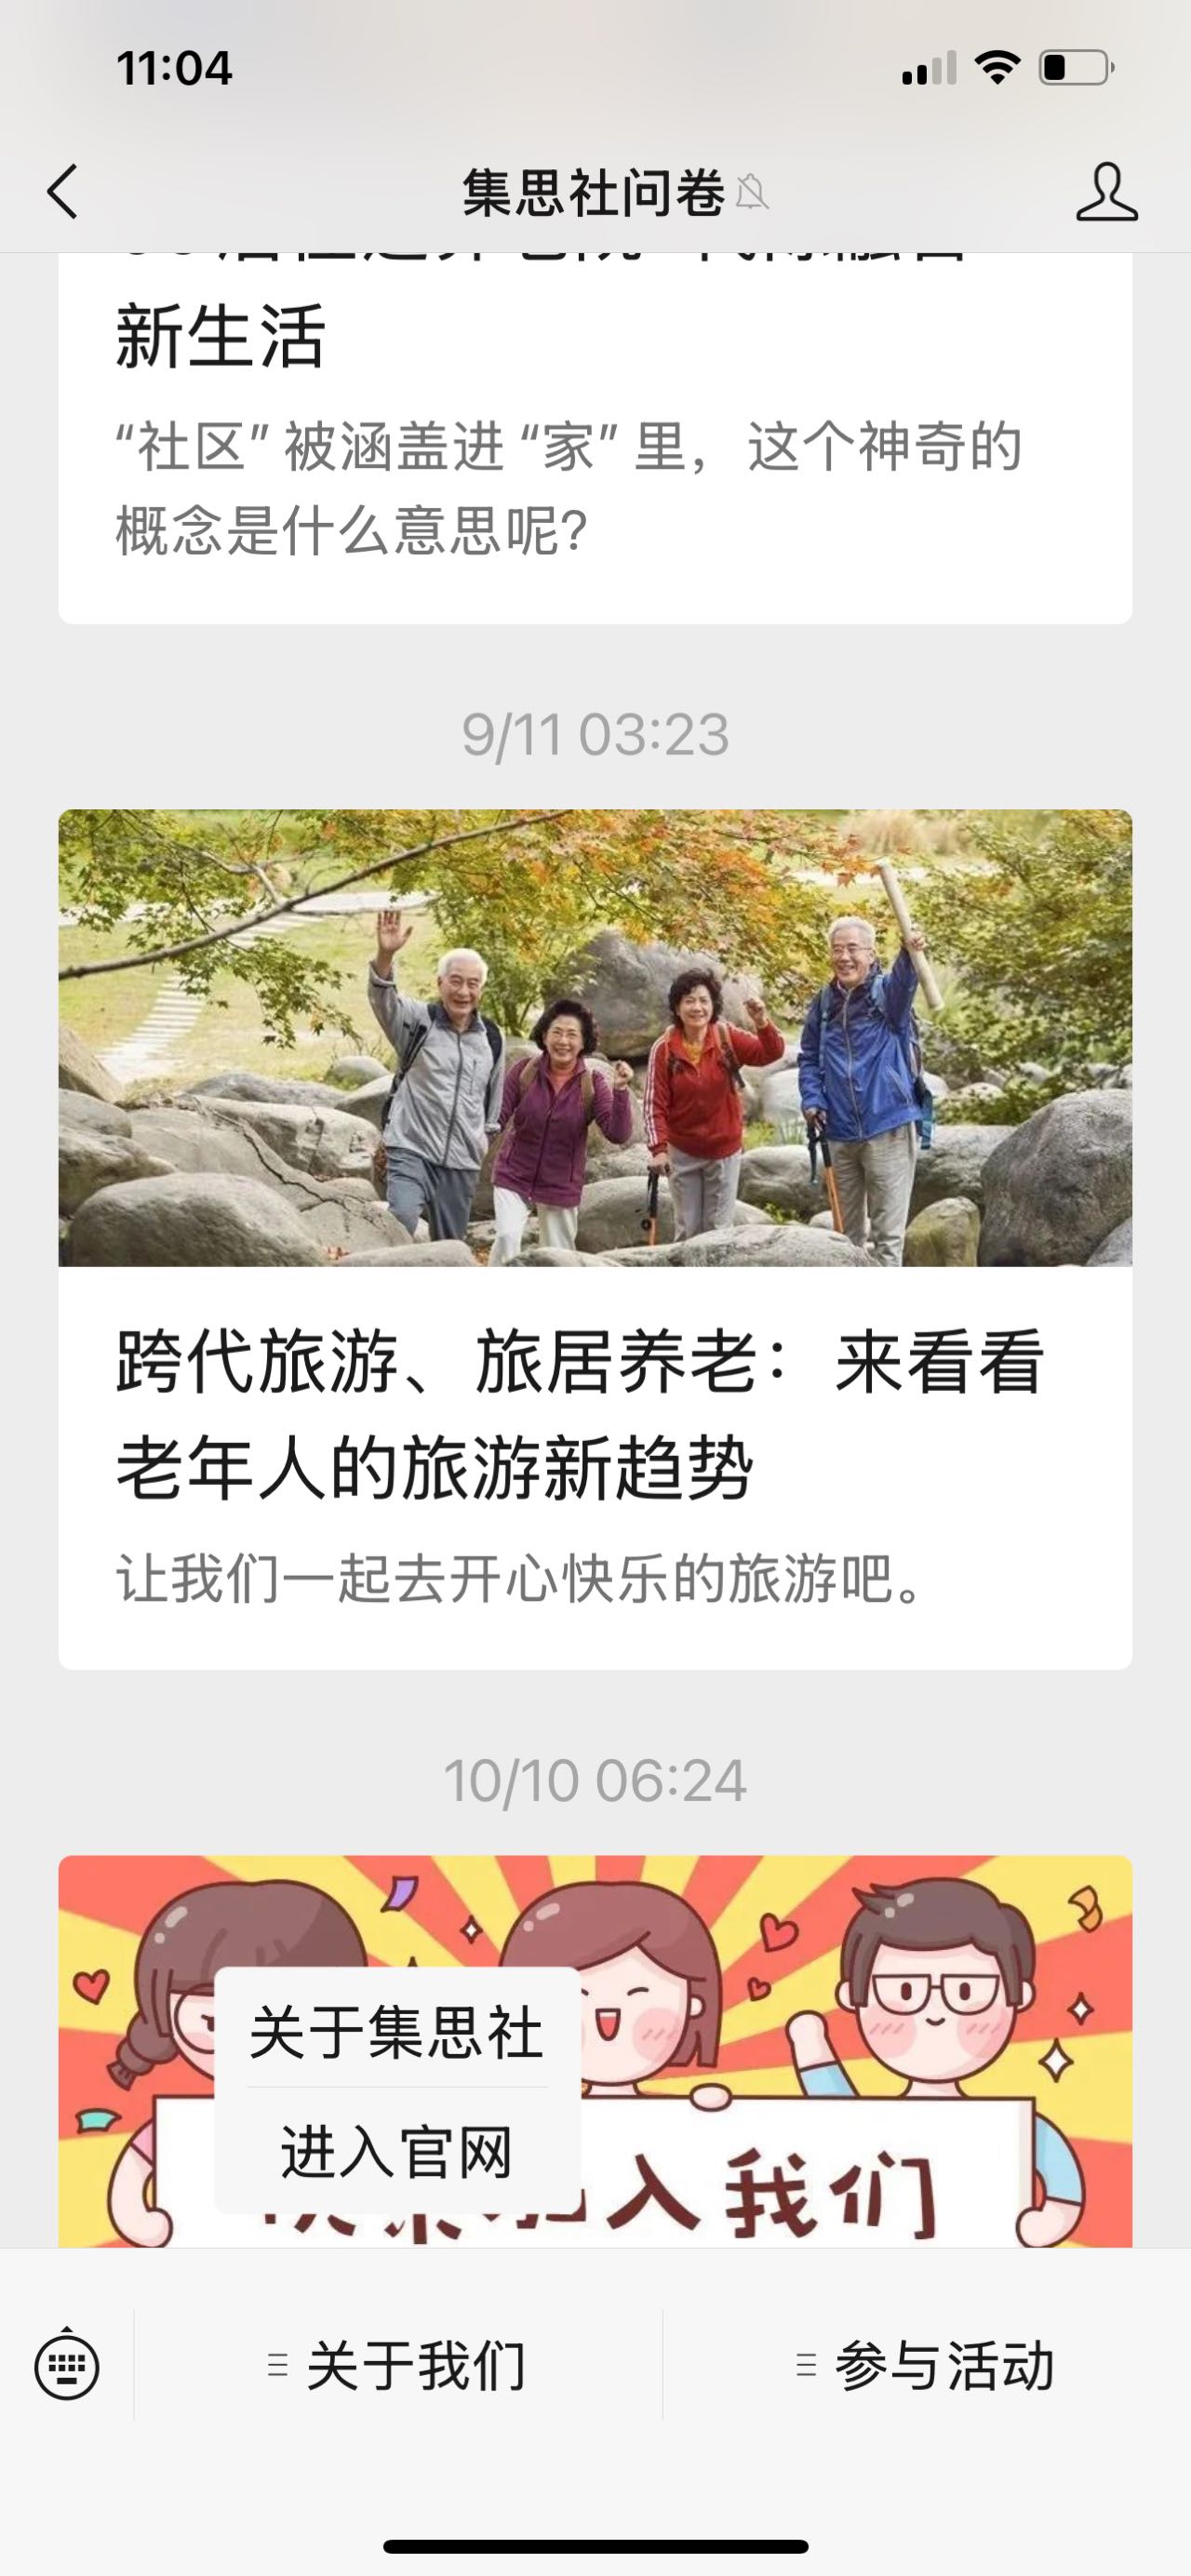 11:04
集思社问卷
新生活
“社区” 被涵盖进 “家” 里，这个神奇的
概念是什么意思呢?
9/11 03:23
跨代旅游、旅居养老：来看看
老年人的旅游新趋势
让我们一起去开心快乐的旅游吧。
10/10 06:24
关于集思社
进入官网
入我们
关于我们
参与活动